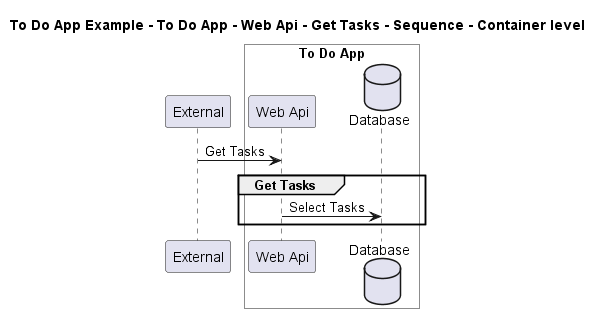 To Do App Example - To Do App - Web Api - Get Tasks - Sequence - Container level
To Do App
External
Web Api
Database
Get Tasks
Get Tasks
Select Tasks
External
Web Api
Database